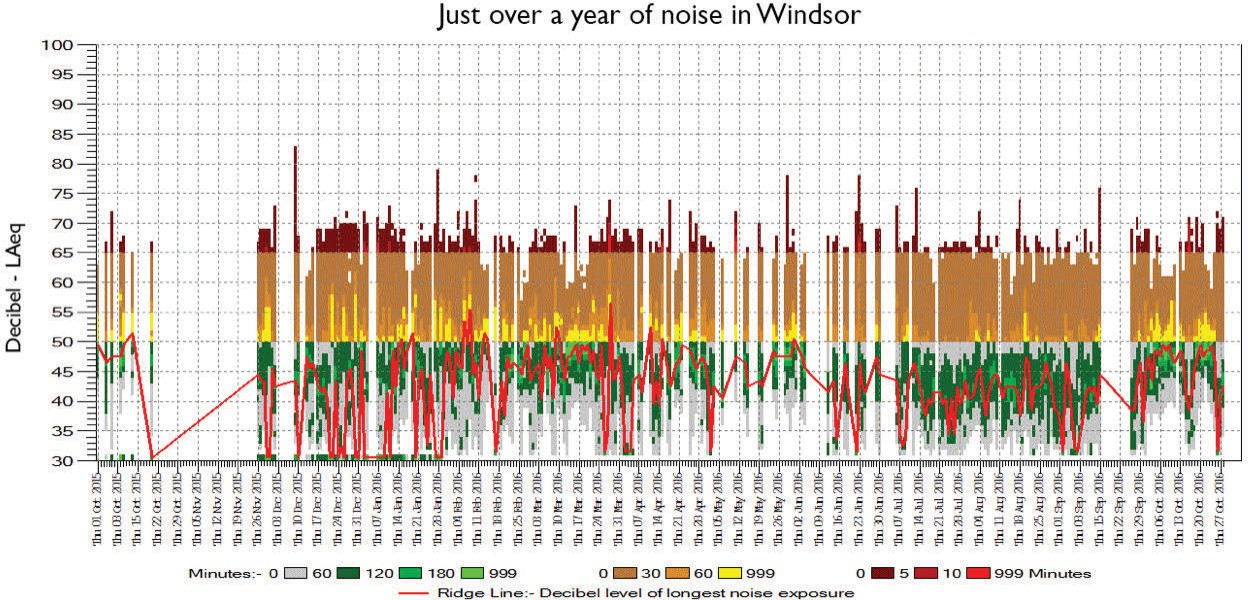 Just over a year of noise in Windsor
100
95
90
85
80
75
70
65
60
55
50
45
40
35
30
Decibel - LAeq
Thu 01 Oct. 2015
Thu 03 Oct. 2015
Thu 15 Oct. 2015
Thu 22 Oct. 2015
Thu 29 Oct. 2015
Thu 05 Nov 2015
Thu 12 Nov 2015
Thu 19 Nov 2015
Thu 26 Nov 2015
Thu 03 Dec 2015
Thu 10 Dec 2015
Thu 17 Dec 2015
Thu 24 Dec 2015
Thu 31 Dec 2015
Thu 07 Jan 2016
Thu 14 Jan 2016
Thu 21 Jan 2016
Thu 28 Jan 2016
Thu 04 Feb 2016
Thu 11 Feb 2016
Thu 18 Feb 2016
Thu 25 Feb 2016
Thu 03 Mar 2016
Thu 10 Mar 2016
Thu 17 Mar 2016
Thu 24 Mar 2016
Thu 31 Mar 2016
Thu 07 Apr 2016
Thu 14 Apr 2016
Thu 21 Apr 2016
Thu 28 Apr 2016
Thu 05 May 2016
Thu 12 May 2016
Thu 19 May 2016
Thu 26 May 2016
Thu 02 Jun 2016
Thu 09 Jun 2016
Thu 16 Jun 2016
Thu 23 Jun 2016
Thu 30 Jun 2016
Thu 07 Jul 2016
Thu 14 Jul 2016
Thu 21 Jul 2016
Thu 28 Jul 2016
Thu 04 Aug 2016
Thu 11 Aug 2016
Thu 18 Aug 2016
Thu 25 Aug 2016
Thu 01 Sep 2016
Thu 03 Sep 2016
Thu 15 Sep 2016
Thu 22 Sep 2016
Thu 29 Sep 2016
Thu 06 Oct. 2016
Thu 13 Oct. 2016
Thu 20 Oct. 2016
Thu 27 Oct. 2016
Minutes:- 0 60 120 180 999 0 30 60 999 0 5 10 999 Minutes
Ridge Line:- Decibel level of longest noise exposure